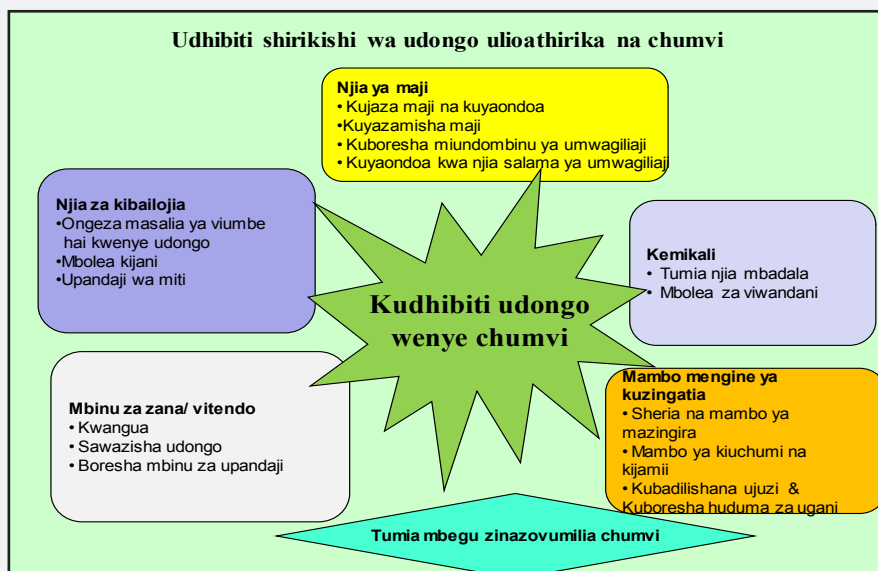 Udhibiti shirikishi wa udongo ulioathirika na chumvi
Njia ya maji
• Kujaza maji na kuyaondoa
•Kuyazamisha maji
• Kuboresha miundombinu ya umwagiliaji
• Kuyaondoa kwa njia salama ya umwagiliaji
Njia za kibailojia
•Ongeza masalia ya viumbe
hai kwenye udongo
•Mbolea kijani
•Upandaji wa miti
Kemikali
• Tumia njia mbadala
• Mbolea za viwandani
Kudhibiti udongo
wenye chumvi
Mbinu za zana/ vitendo
• Kwangua
• Sawazisha udongo
• Boresha mbinu za upandaji
Mambo mengine ya
kuzingatia
• Sheria na mambo ya
mazingira
• Mambo ya kiuchumi na
kijamii
• Kubadilishana ujuzi &
Kuboresha huduma za ugani
Tumia mbegu zinazovumilia chumvi